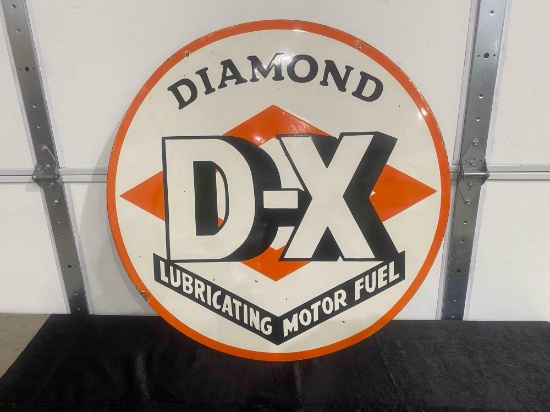 DIAMOND
D-X
LUBRICATING MOTOR FUEL